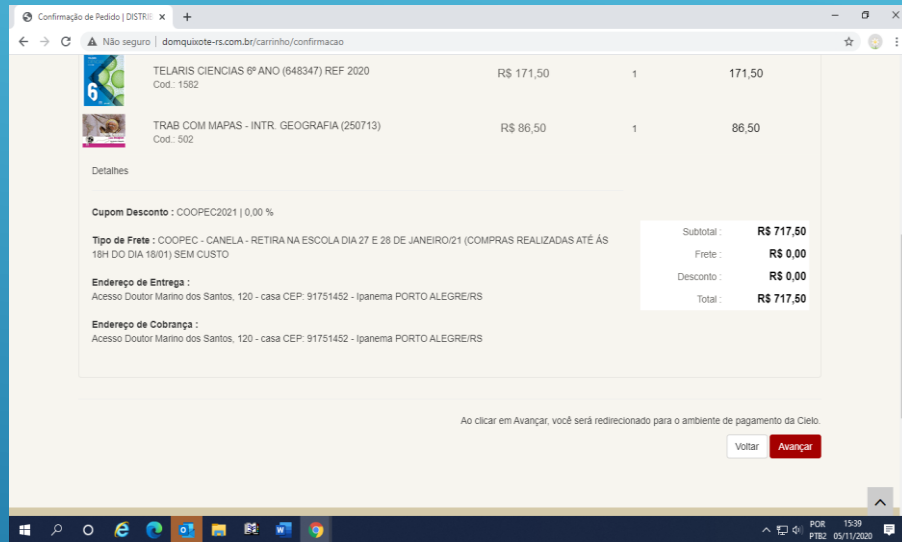 Confirmação de Pedido | DISTRIE
Não seguro | domquixote-rs.com.br/carrinho/confirmacao
6
TELARIS CIENCIAS 6º ANO (648347) REF 2020 R$ 171,50 1 171,50
Cod.: 1582
TRAB COM MAPAS - INTR. GEOGRAFIA (250713) R$ 86,50 1 86,50
Cod.: 502
Detalhes
Cupom Desconto : COOPEC2021 | 0,00 %
Tipo de Frete : COOPEC - CANELA - RETIRA NA ESCOLA DIA 27 E 28 DE JANEIRO/21 (COMPRAS REALIZADAS ATÉ ÁS
18H DO DIA 18/01) SEM CUSTO
Endereço de Entrega :
Acesso Doutor Marino dos Santos, 120 - casa CEP: 91751452 - Ipanema PORTO ALEGRE/RS
Endereço de Cobrança :
Acesso Doutor Marino dos Santos, 120 - casa CEP: 91751452 - Ipanema PORTO ALEGRE/RS
Subtotal : R$ 717,50
Frete : R$ 0,00
Desconto : R$ 0,00
Total : R$ 717,50
Ao clicar em Avançar, você será redirecionado para o ambiente de pagamento da Cielo.
Voltar Avançar
POR 15:39
PTB2 05/11/2020